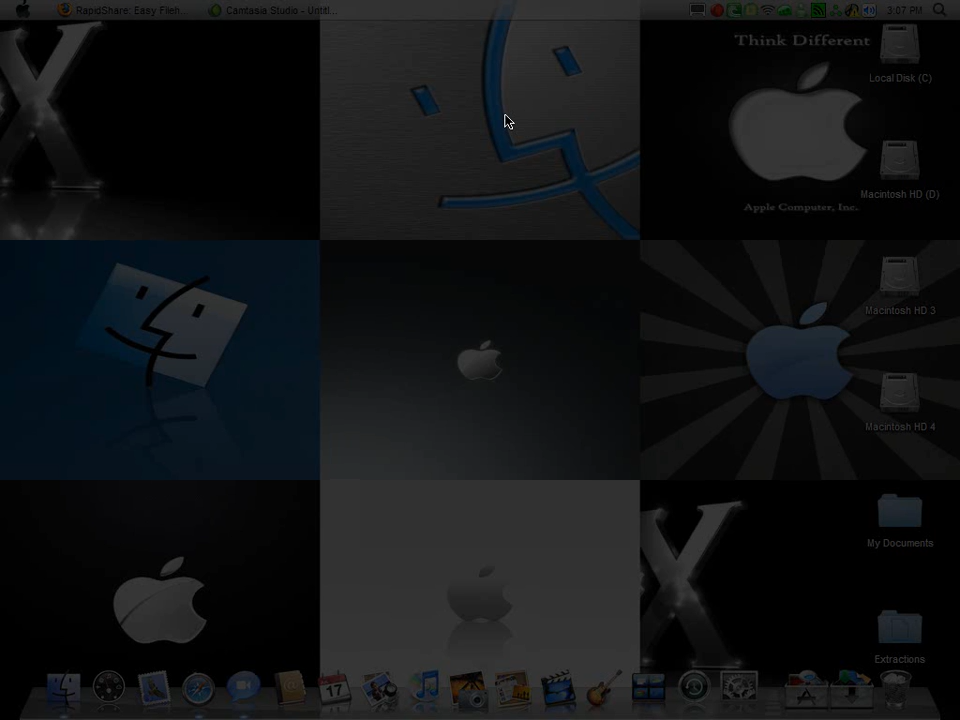 RapidShare: Easy Fileh...
Camtasia Studio - Untitl...
3:07 PM
Think Different
Local Disk (C)
Macintosh HD (D)
Apple Computer, Inc.
Macintosh HD 3
Macintosh HD 4
My Documents
Extractions
17
X
X